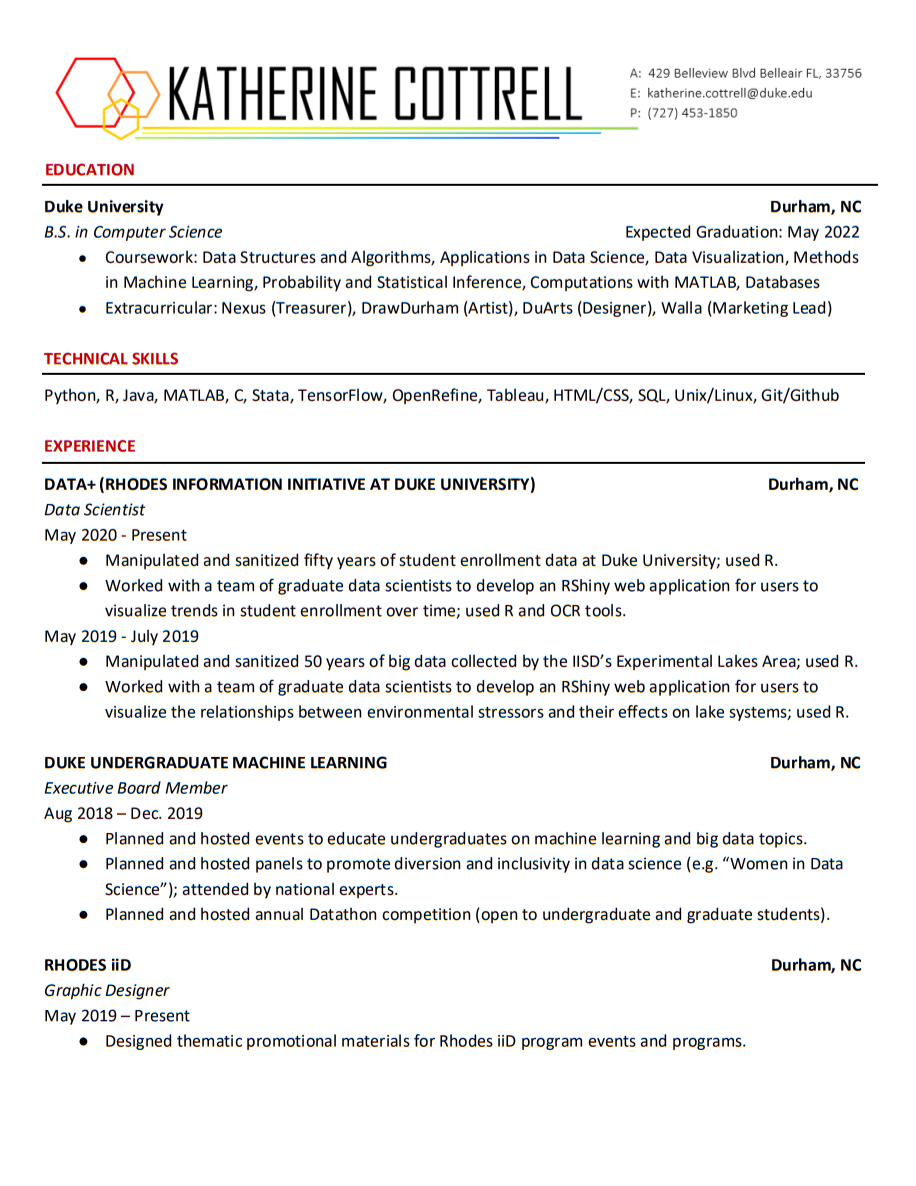 KATHERINE COTTRELL
A: 429 Belleview Blvd Belleair FL, 33756
E: katherine.cottrell@duke.edu
P: (727) 453-1850
EDUCATION
Duke University Durham, NC
B.S. in Computer Science Expected Graduation: May 2022
● Coursework: Data Structures and Algorithms, Applications in Data Science, Data Visualization, Methods
in Machine Learning, Probability and Statistical Inference, Computations with MATLAB, Databases
● Extracurricular: Nexus (Treasurer), DrawDurham (Artist), DuArts (Designer), Walla (Marketing Lead)
TECHNICAL SKILLS
Python, R, Java, MATLAB, C, Stata, TensorFlow, OpenRefine, Tableau, HTML/CSS, SQL, Unix/Linux, Git/Github
EXPERIENCE
DATA+ (RHODES INFORMATION INITIATIVE AT DUKE UNIVERSITY) Durham, NC
Data Scientist
May 2020 - Present
● Manipulated and sanitized fifty years of student enrollment data at Duke University; used R.
● Worked with a team of graduate data scientists to develop an RShiny web application for users to
visualize trends in student enrollment over time; used R and OCR tools.
May 2019 - July 2019
● Manipulated and sanitized 50 years of big data collected by the IISD’s Experimental Lakes Area; used R.
● Worked with a team of graduate data scientists to develop an RShiny web application for users to
visualize the relationships between environmental stressors and their effects on lake systems; used R.
DUKE UNDERGRADUATE MACHINE LEARNING Durham, NC
Executive Board Member
Aug 2018 – Dec. 2019
● Planned and hosted events to educate undergraduates on machine learning and big data topics.
● Planned and hosted panels to promote diversion and inclusivity in data science (e.g. “Women in Data
Science”); attended by national experts.
● Planned and hosted annual Datathon competition (open to undergraduate and graduate students).
RHODES iiD Durham, NC
Graphic Designer
May 2019 – Present
● Designed thematic promotional materials for Rhodes iiD program events and programs.